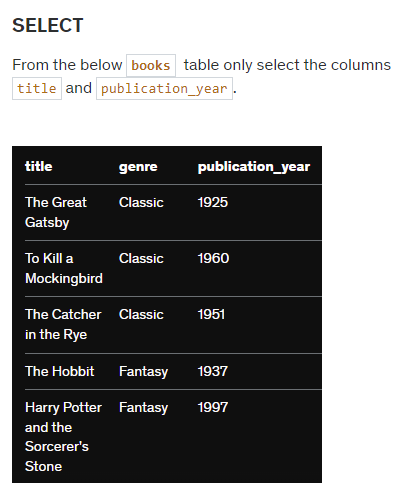 SELECT
From the below books table only select the columns
title and publication_year.
title genre publication_year
The Great Classic 1925
Gatsby
To Kill a Classic 1960
Mockingbird
The Catcher Classic 1951
in the Rye
The Hobbit Fantasy 1937
Harry Potter Fantasy 1997
and the
Sorcerer's
Stone